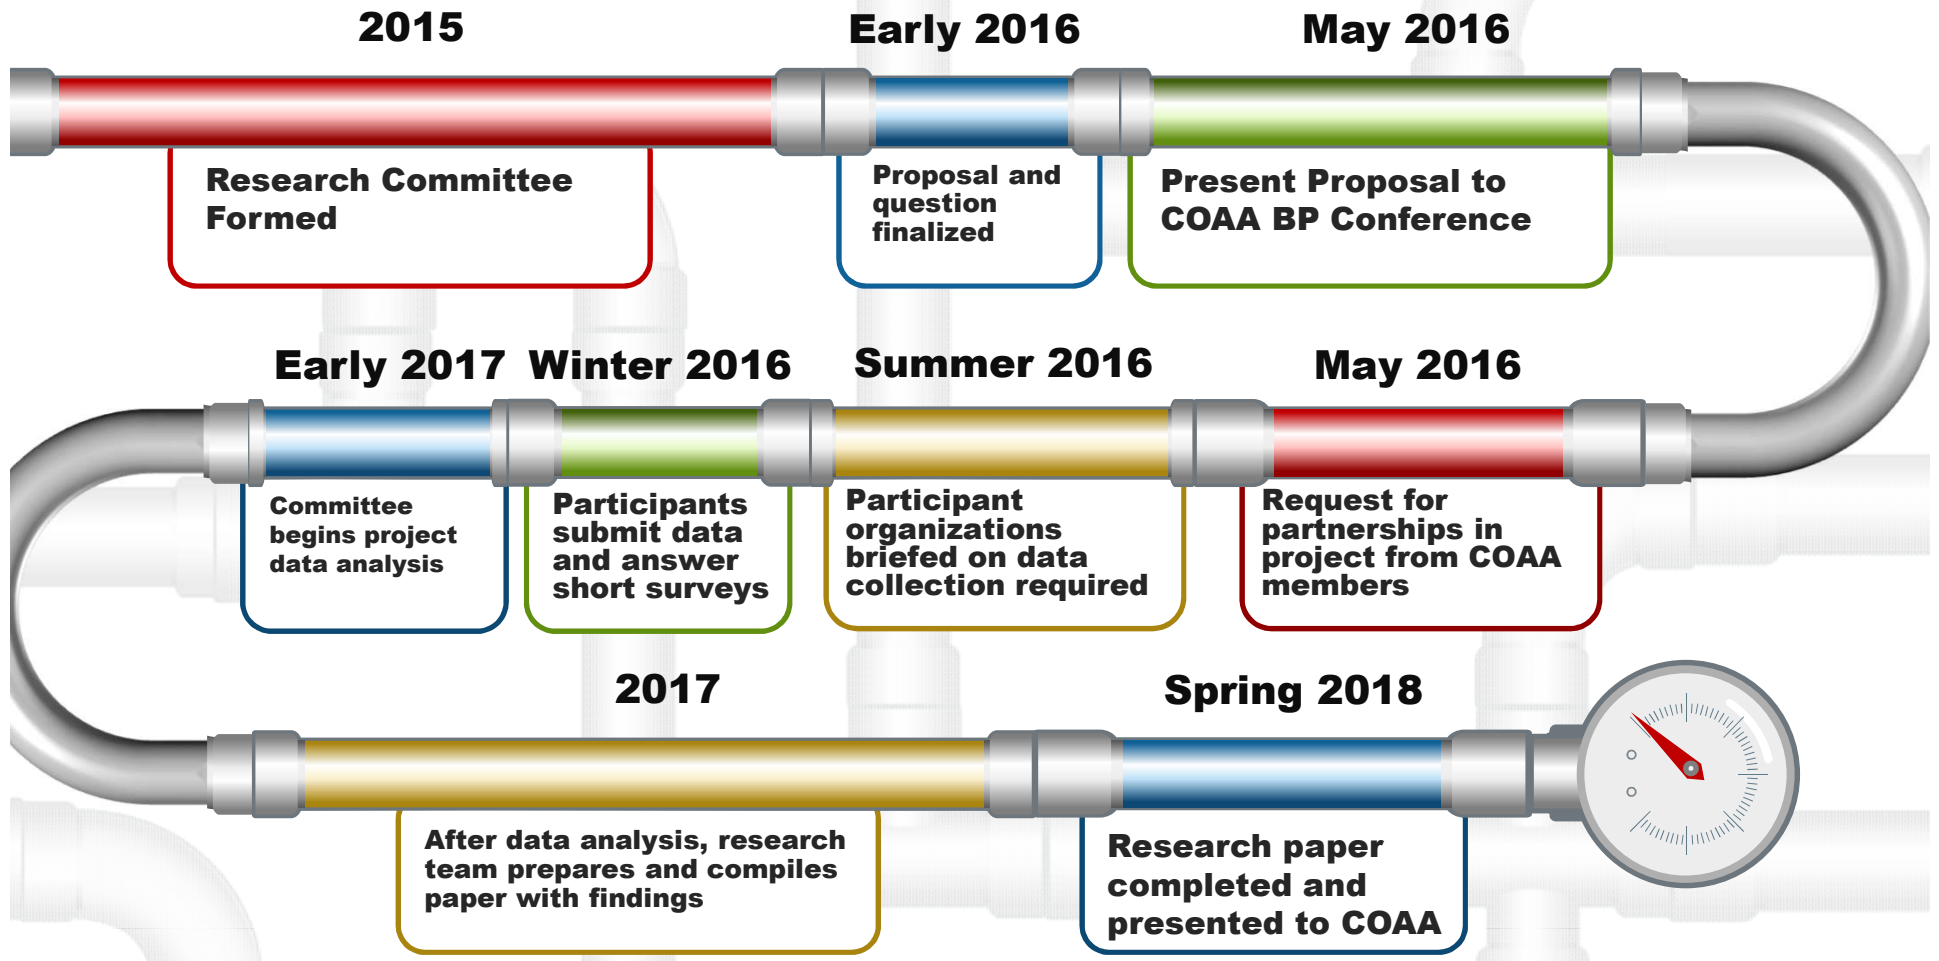 2015
Research Committee
Formed
Early 2016
Proposal and
question
finalized
May 2016
Present Proposal to
COAA BP Conference
May 2016
Request for
partnerships in
project from COAA
members
Summer 2016
Participant
organizations
briefed on data
collection required
Winter 2016
Participants
submit data
and answer
short surveys
Early 2017
Committee
begins project
data analysis
2017
After data analysis, research
team prepares and compiles
paper with findings
Spring 2018
Research paper
completed and
presented to COAA